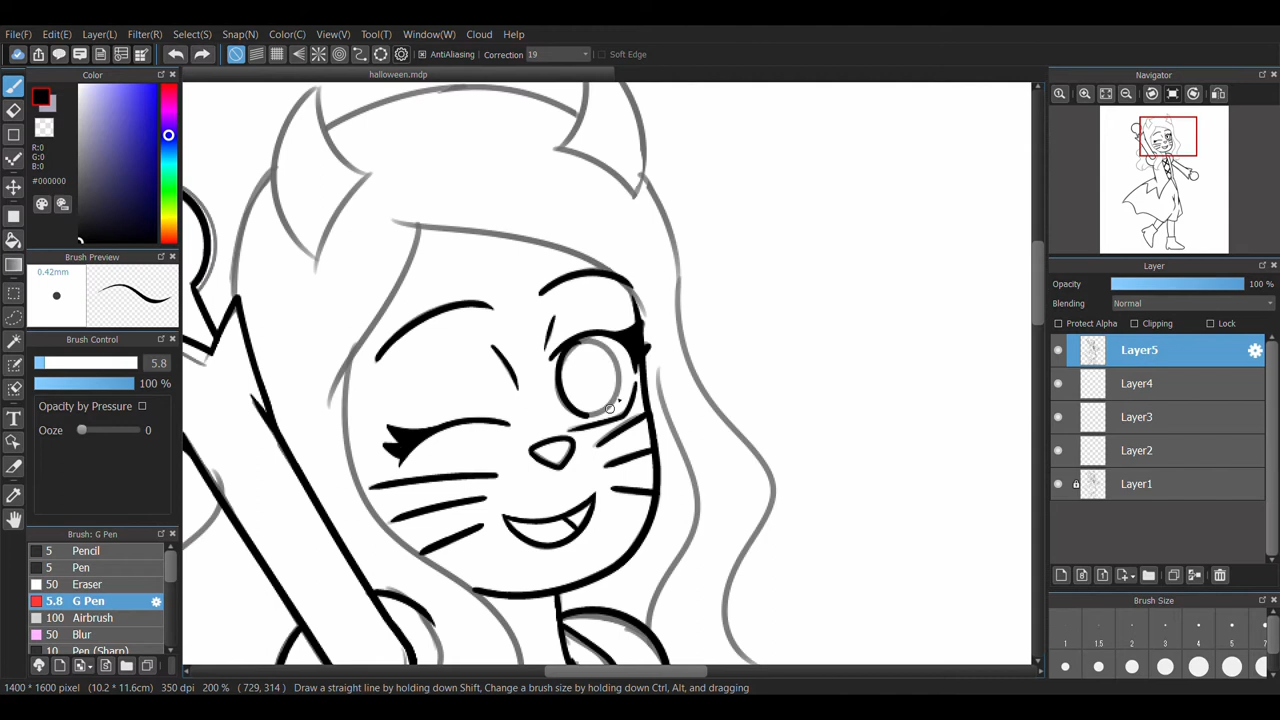 File(F) Edit(E) Layer(L) Filter(R) Select(S) Snap(N) Color(C) View(V) Tool(T) Window(W) Cloud Help
AntiAliasing Correction 19 Soft Edge
Color
halloween.mdp
Navigator
R:0
G:0
B:0
#000000
Brush Preview
0.42mm
Layer
Opacity 100 %
Blending Normal
Protect Alpha Clipping Lock
Brush Control
5.8
100 %
Opacity by Pressure
Ooze 0
Layer5
Layer4
Layer3
Layer2
Layer1
Brush: G Pen
5 Pencil
5 Pen
50 Eraser
5.8 G Pen
100 Airbrush
50 Blur
10 Pen (Sharp)
Brush Size
1 1.5 2 3 4 5 7
1400 * 1600 pixel (10.2 * 11.6cm) 350 dpi 200 % ( 729, 314 ) Draw a straight line by holding down Shift, Change a brush size by holding down Ctrl, Alt, and dragging